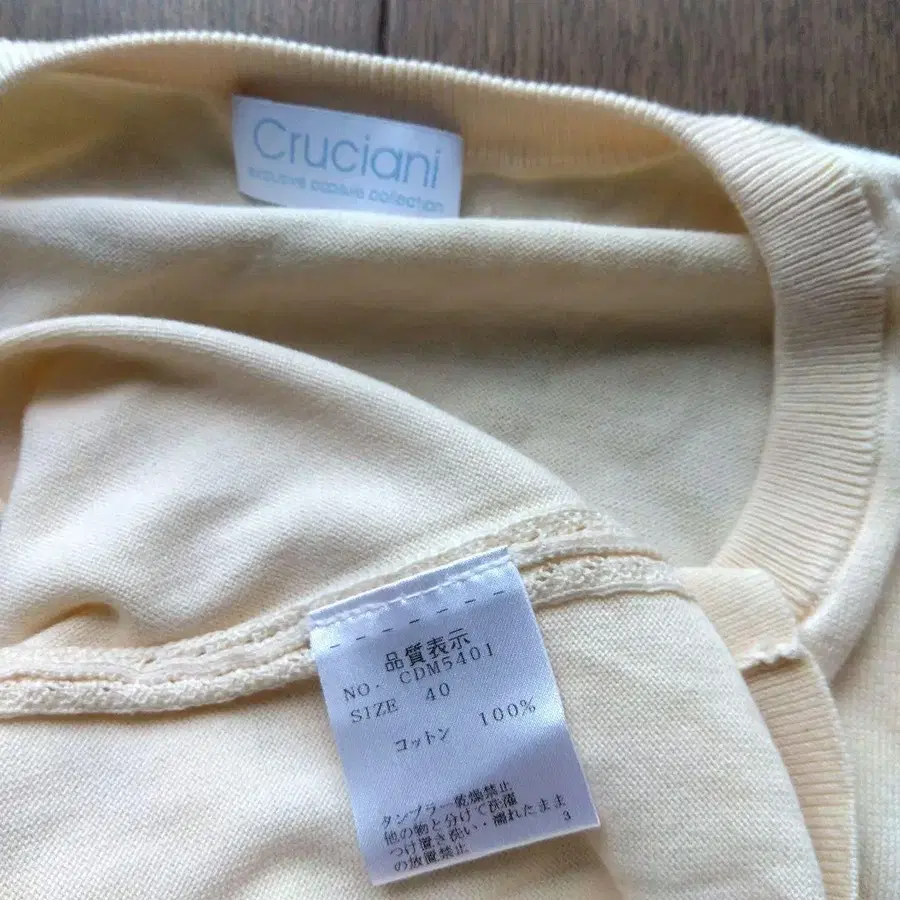 Cruciani
exclusive capsule collection
品質表示
NO. CDM5401
SIZE 40
コットン 100%
タンブラー乾燥禁止
他の物と分けて洗濯
つけ置き洗い・濡れたまま
の放置禁止
3